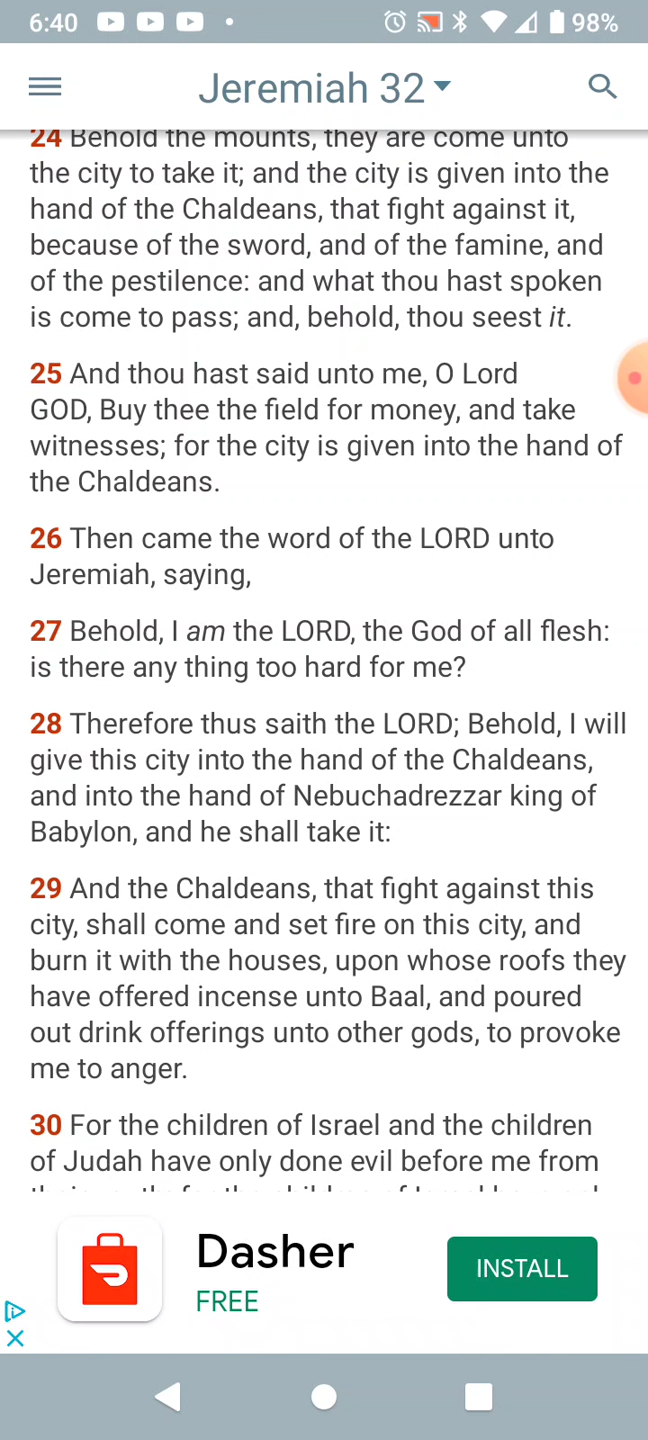 6:40
98%
Jeremiah 32
24 Behold the mounts, they are come unto
the city to take it; and the city is given into the
hand of the Chaldeans, that fight against it,
because of the sword, and of the famine, and
of the pestilence: and what thou hast spoken
is come to pass; and, behold, thou seest it.
25 And thou hast said unto me, O Lord
GOD, Buy thee the field for money, and take
witnesses; for the city is given into the hand of
the Chaldeans.
26 Then came the word of the LORD unto
Jeremiah, saying,
27 Behold, I am the LORD, the God of all flesh:
is there any thing too hard for me?
28 Therefore thus saith the LORD; Behold, I will
give this city into the hand of the Chaldeans,
and into the hand of Nebuchadrezzar king of
Babylon, and he shall take it:
29 And the Chaldeans, that fight against this
city, shall come and set fire on this city, and
burn it with the houses, upon whose roofs they
have offered incense unto Baal, and poured
out drink offerings unto other gods, to provoke
me to anger.
30 For the children of Israel and the children
of Judah have only done evil before me from
Dasher
FREE
INSTALL